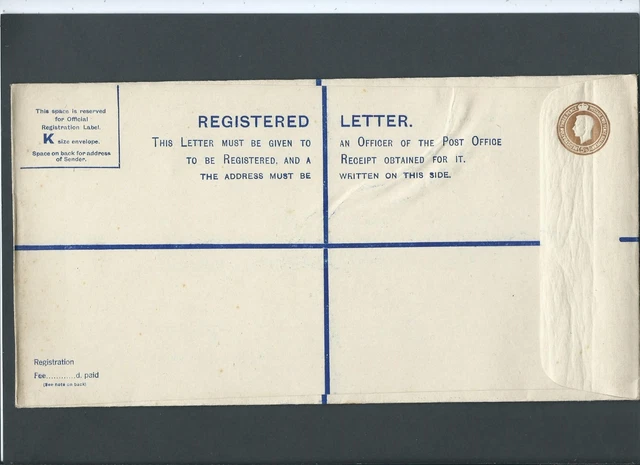 This space is reserved
for Official
Registration Label.
K size envelope.
Space on back for address
of Sender.
REGISTERED LETTER.
THIS LETTER MUST BE GIVEN TO AN OFFICER OF THE POST OFFICE
TO BE REGISTERED, AND A RECEIPT OBTAINED FOR IT.
THE ADDRESS MUST BE WRITTEN ON THIS SIDE.
Registration
Fee............d. paid
(See note on back)